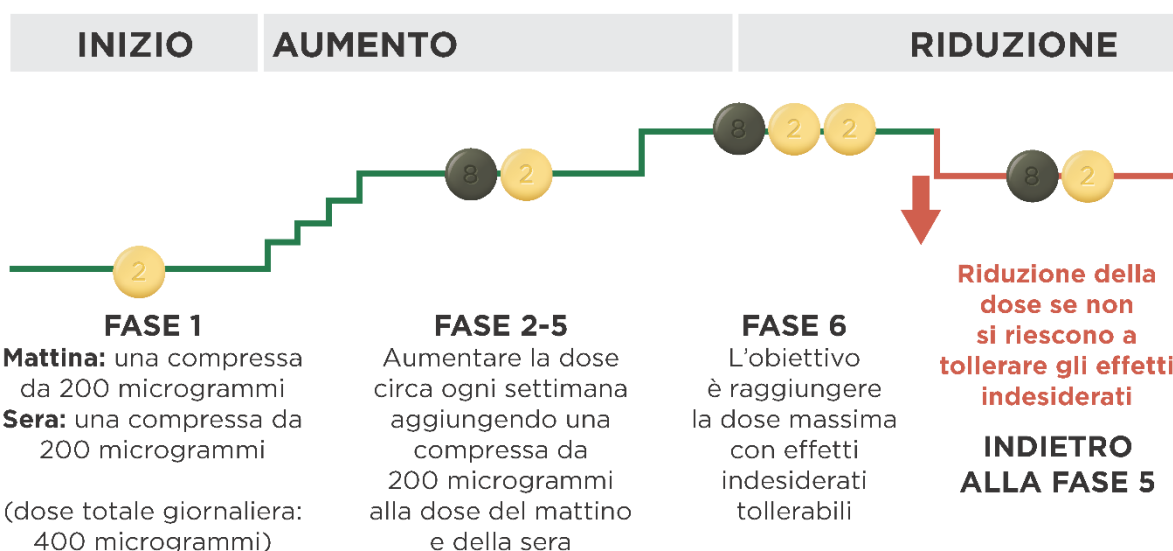 INIZIO
AUMENTO
RIDUZIONE
2
8 2
8 2 2
8 2
FASE 1
Mattina: una compressa
da 200 microgrammi
Sera: una compressa da
200 microgrammi
(dose totale giornaliera:
400 microgrammi)
FASE 2-5
Aumentare la dose
circa ogni settimana
aggiungendo una
compressa da
200 microgrammi
alla dose del mattino
e della sera
FASE 6
L’obiettivo
è raggiungere
la dose massima
con effetti
indesiderati
tollerabili
Riduzione della
dose se non
si riescono a
tollerare gli effetti
indesiderati
INDIETRO
ALLA FASE 5